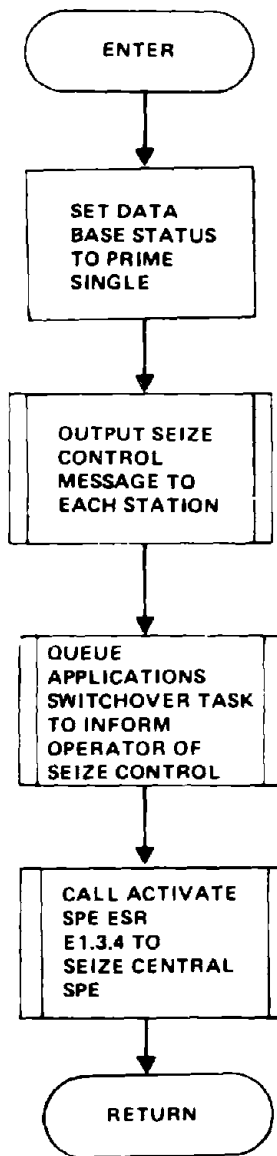 ENTER
SET DATA
BASE STATUS
TO PRIME
SINGLE
OUTPUT SEIZE
CONTROL
MESSAGE TO
EACH STATION
QUEUE
APPLICATIONS
SWITCHOVER TASK
TO INFORM
OPERATOR OF
SEIZE CONTROL
CALL ACTIVATE
SPE ESR
E1.3.4 TO
SEIZE CENTRAL
SPE
RETURN